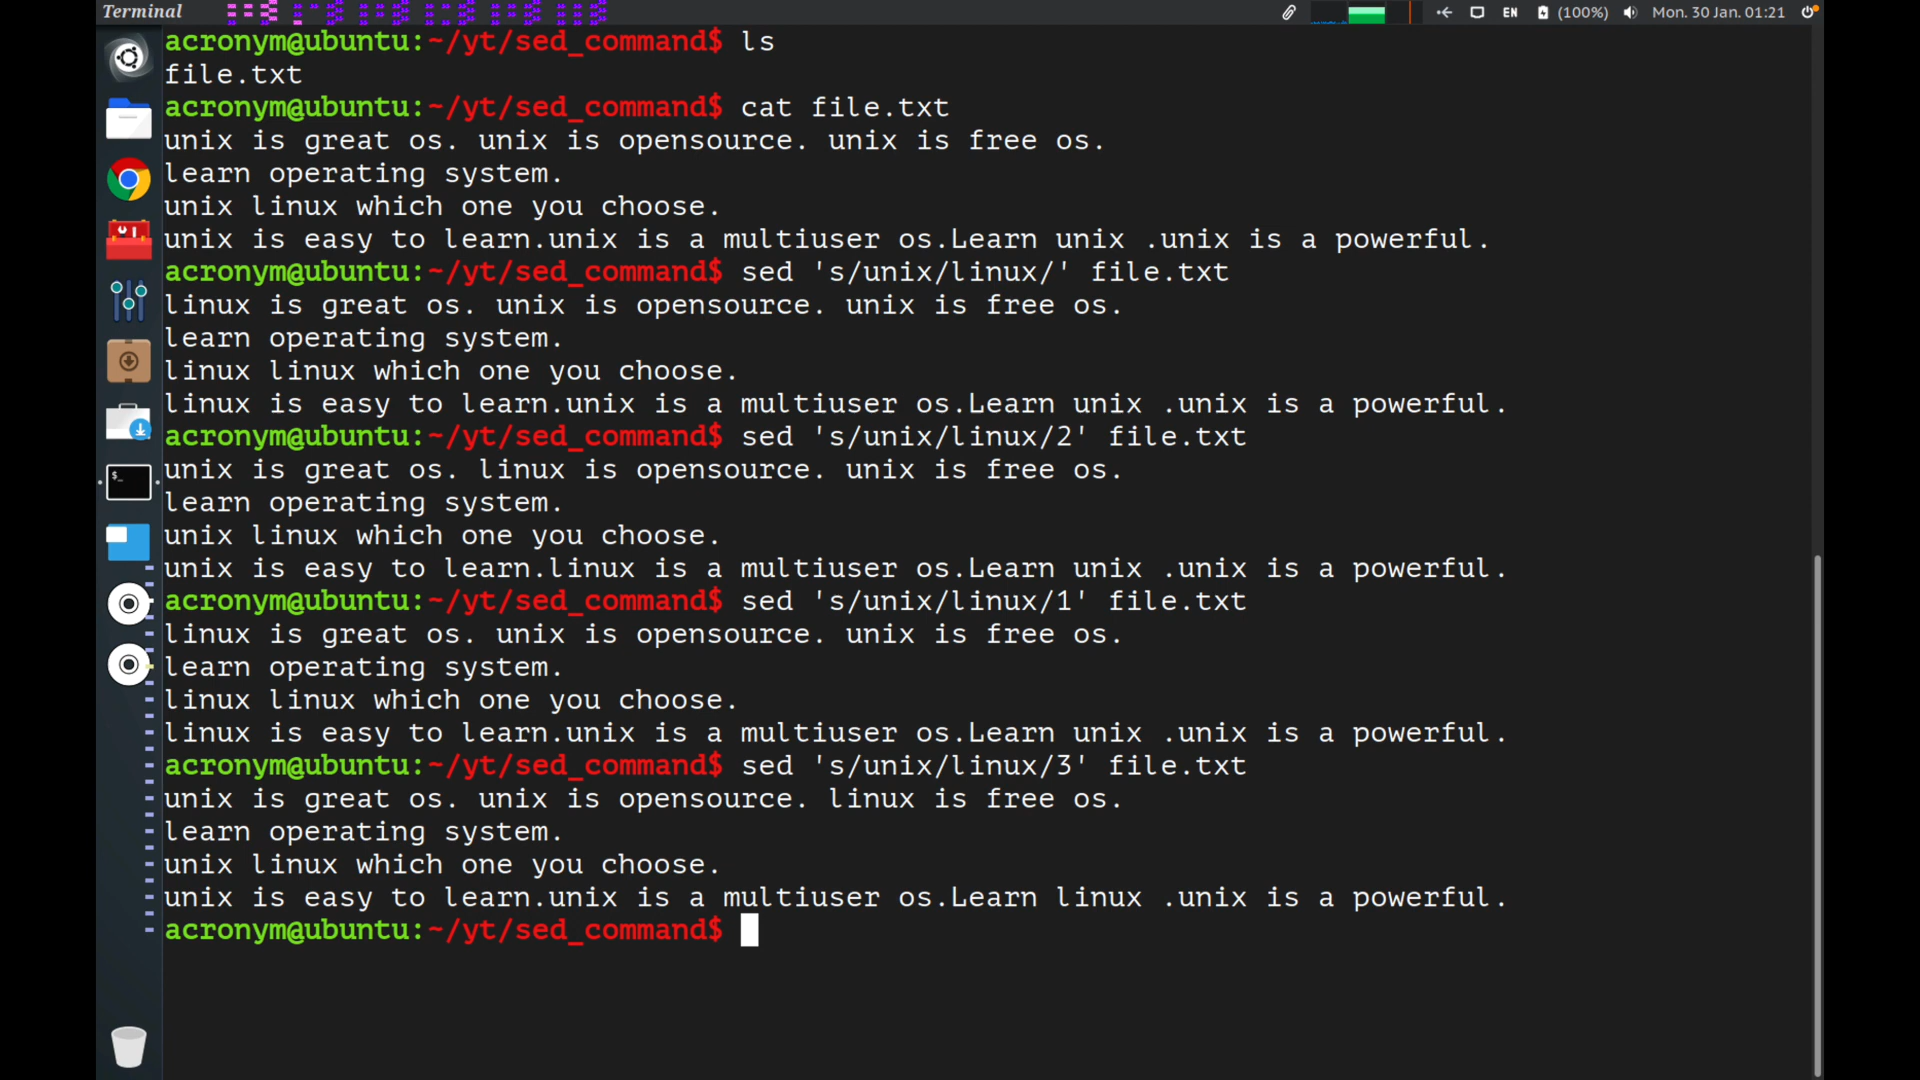 Terminal
EN (100%) Mon. 30 Jan. 01:21
acronym@ubuntu:~/yt/sed_command$ ls
file.txt
acronym@ubuntu:~/yt/sed_command$ cat file.txt
unix is great os. unix is opensource. unix is free os.
learn operating system.
unix linux which one you choose.
unix is easy to learn.unix is a multiuser os.Learn unix .unix is a powerful.
acronym@ubuntu:~/yt/sed_command$ sed 's/unix/linux/' file.txt
linux is great os. unix is opensource. unix is free os.
learn operating system.
linux linux which one you choose.
linux is easy to learn.unix is a multiuser os.Learn unix .unix is a powerful.
acronym@ubuntu:~/yt/sed_command$ sed 's/unix/linux/2' file.txt
unix is great os. linux is opensource. unix is free os.
learn operating system.
unix linux which one you choose.
unix is easy to learn.linux is a multiuser os.Learn unix .unix is a powerful.
acronym@ubuntu:~/yt/sed_command$ sed 's/unix/linux/1' file.txt
linux is great os. unix is opensource. unix is free os.
learn operating system.
linux linux which one you choose.
linux is easy to learn.unix is a multiuser os.Learn unix .unix is a powerful.
acronym@ubuntu:~/yt/sed_command$ sed 's/unix/linux/3' file.txt
unix is great os. unix is opensource. linux is free os.
learn operating system.
unix linux which one you choose.
unix is easy to learn.unix is a multiuser os.Learn linux .unix is a powerful.
acronym@ubuntu:~/yt/sed_command$